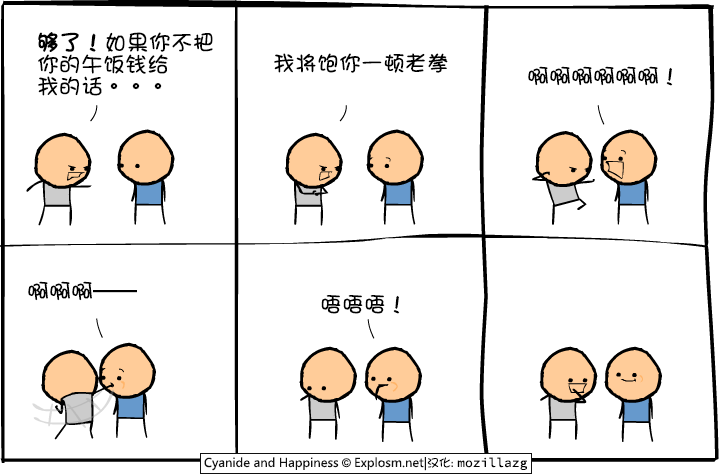 够了！如果你不把
你的午饭钱给
我的话。。。
我将饱你一顿老拳
啊啊啊啊啊啊！
啊啊啊——
唔唔唔！
Cyanide and Happiness © Explosm.net|汉化: mozillazg